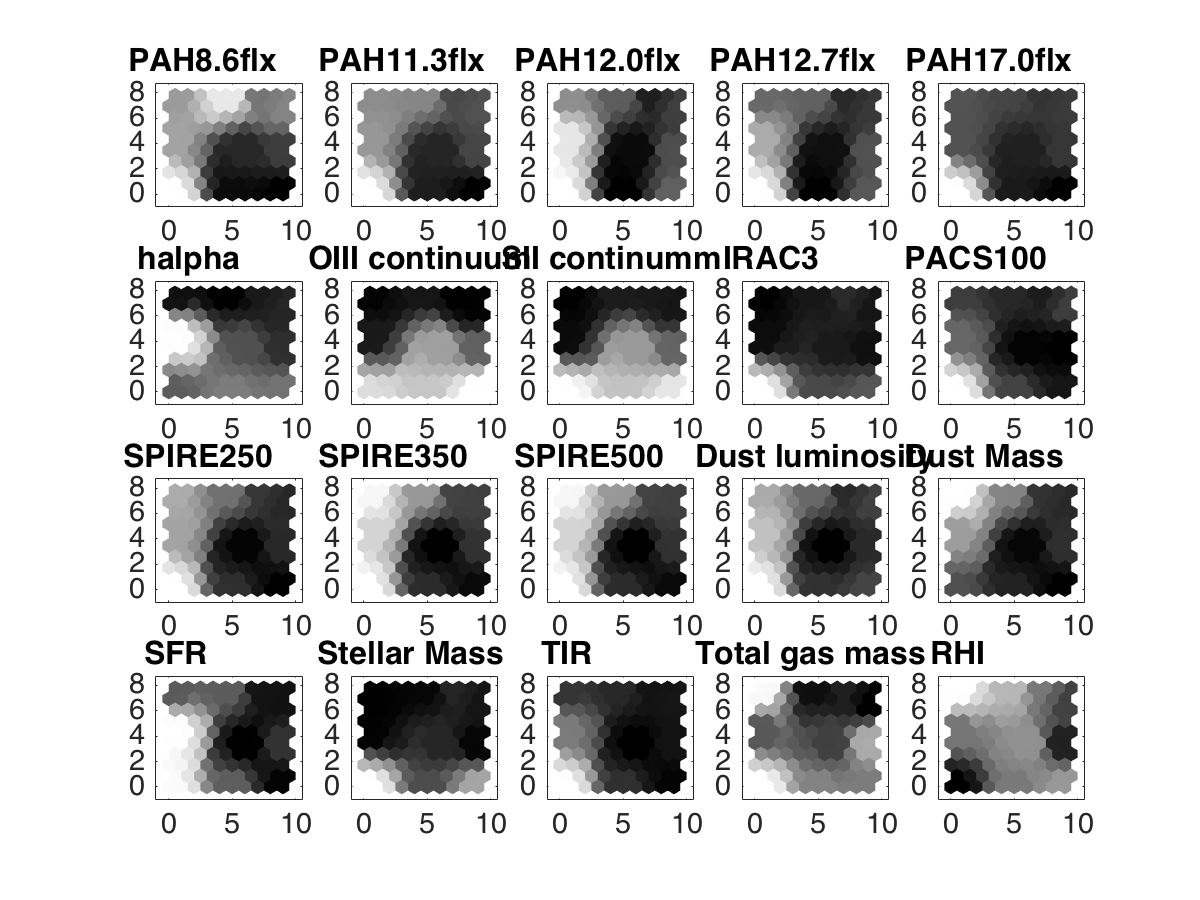 PAH8.6flx PAH11.3flx PAH12.0flx PAH12.7flx PAH17.0flx
8 8 8 8 8
6 6 6 6 6
4 4 4 4 4
2 2 2 2 2
0 0 0 0 0
0 5 10 0 5 10 0 5 10 0 5 10 0 5 10
halpha OIII continuum SII continumm IRAC3 PACS100
8 8 8 8 8
6 6 6 6 6
4 4 4 4 4
2 2 2 2 2
0 0 0 0 0
0 5 10 0 5 10 0 5 10 0 5 10 0 5 10
SPIRE250 SPIRE350 SPIRE500 Dust luminosity Dust Mass
8 8 8 8 8
6 6 6 6 6
4 4 4 4 4
2 2 2 2 2
0 0 0 0 0
0 5 10 0 5 10 0 5 10 0 5 10 0 5 10
SFR Stellar Mass TIR Total gas mass RHI
8 8 8 8 8
6 6 6 6 6
4 4 4 4 4
2 2 2 2 2
0 0 0 0 0
0 5 10 0 5 10 0 5 10 0 5 10 0 5 10